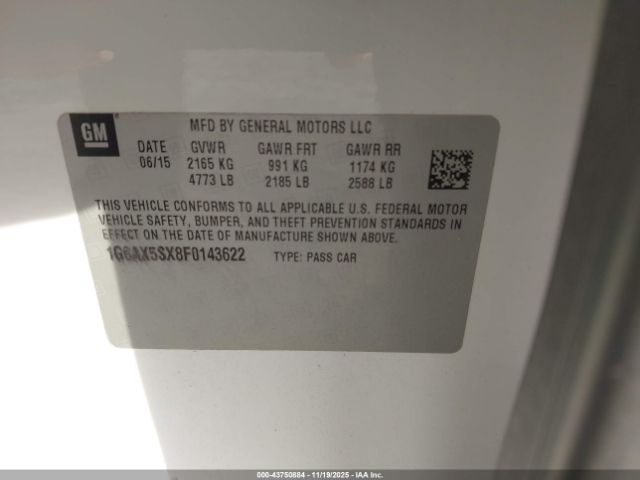 GM
MFD BY GENERAL MOTORS LLC
DATE GVWR GAWR FRT GAWR RR
06/15 2165 KG 991 KG 1174 KG
4773 LB 2185 LB 2588 LB
THIS VEHICLE CONFORMS TO ALL APPLICABLE U.S. FEDERAL MOTOR
VEHICLE SAFETY, BUMPER, AND THEFT PREVENTION STANDARDS IN
EFFECT ON THE DATE OF MANUFACTURE SHOWN ABOVE.
1G6AX5SX8F0143622 TYPE: PASS CAR
000-43750884 - 11/19/2025 - IAA Inc.